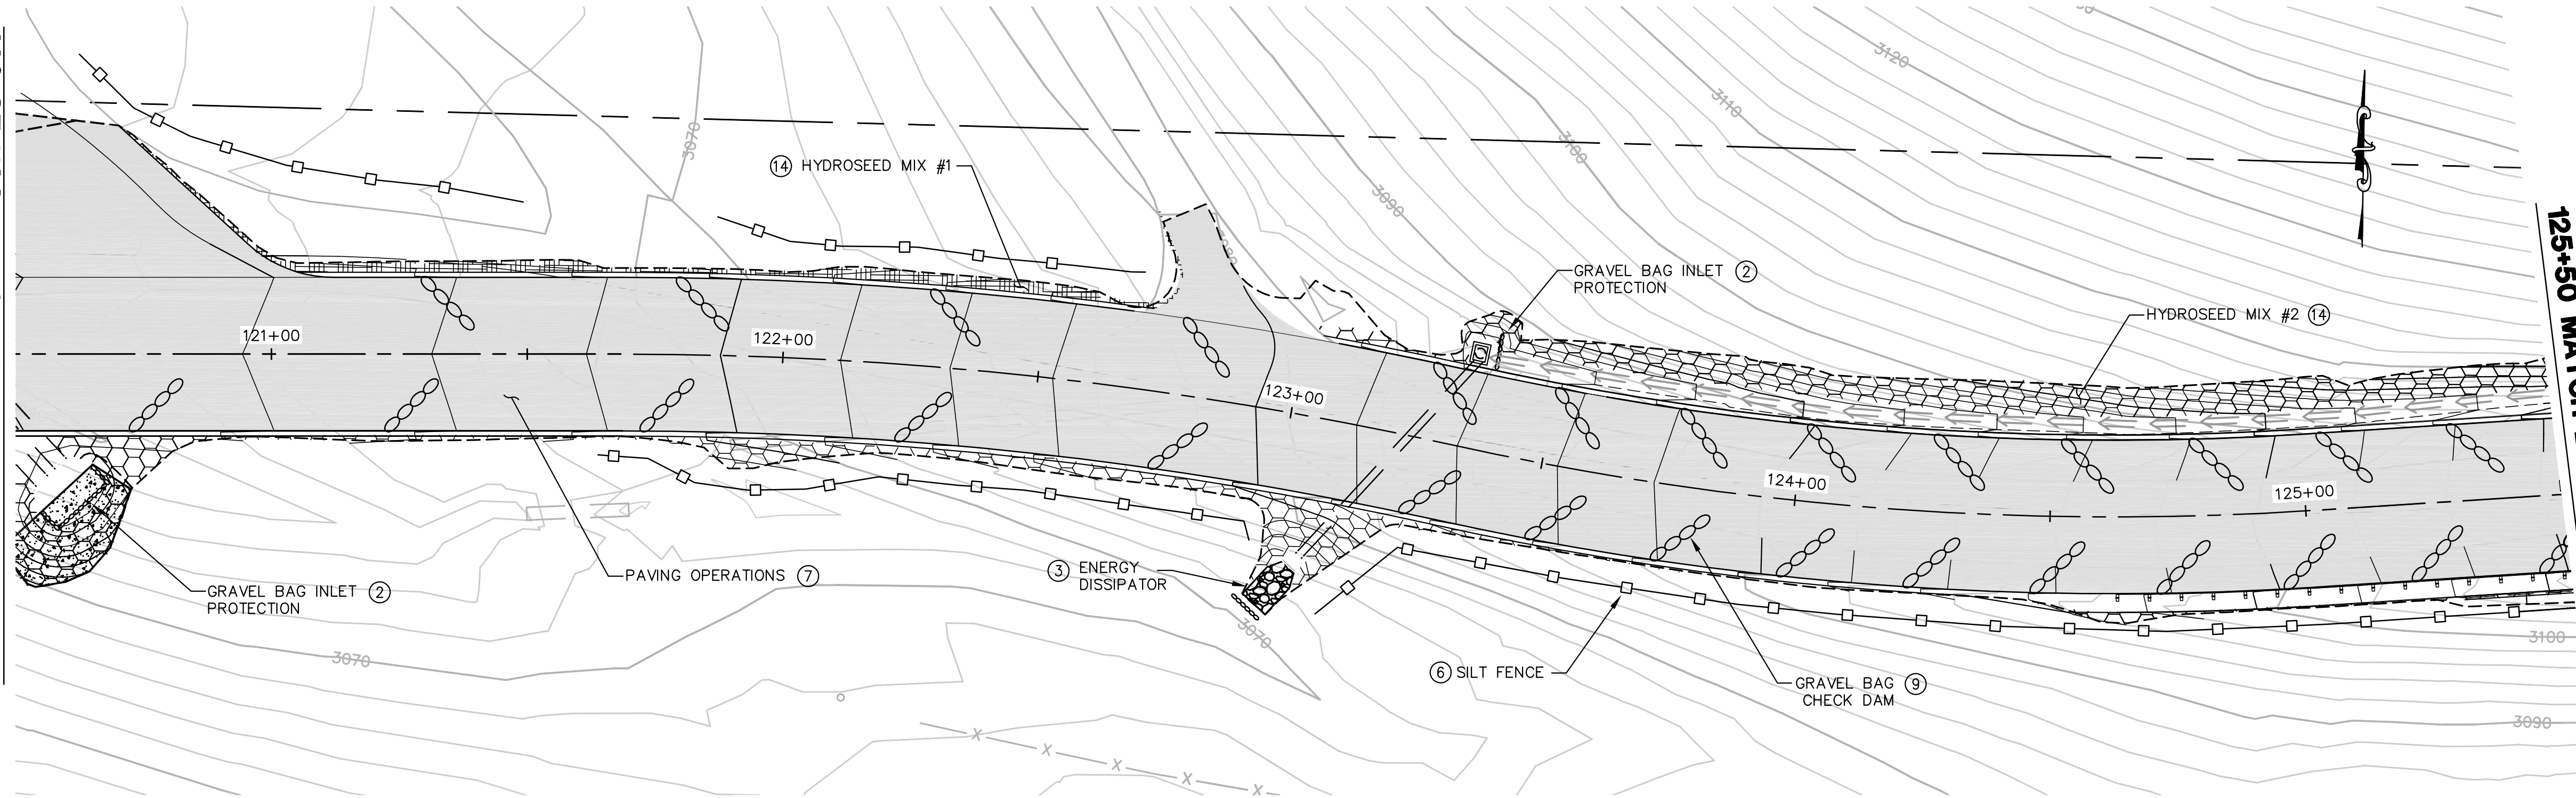 3120
3110
3100
3090
3070
⑭ HYDROSEED MIX #1
GRAVEL BAG INLET ②
PROTECTION
HYDROSEED MIX #2 ⑭
125+50
121+00
122+00
123+00
124+00
125+00
③ ENERGY
DISSIPATOR
PAVING OPERATIONS ⑦
GRAVEL BAG INLET ②
PROTECTION
3070
3070
⑥ SILT FENCE
GRAVEL BAG ⑨
CHECK DAM
3100
3090
X X X X X